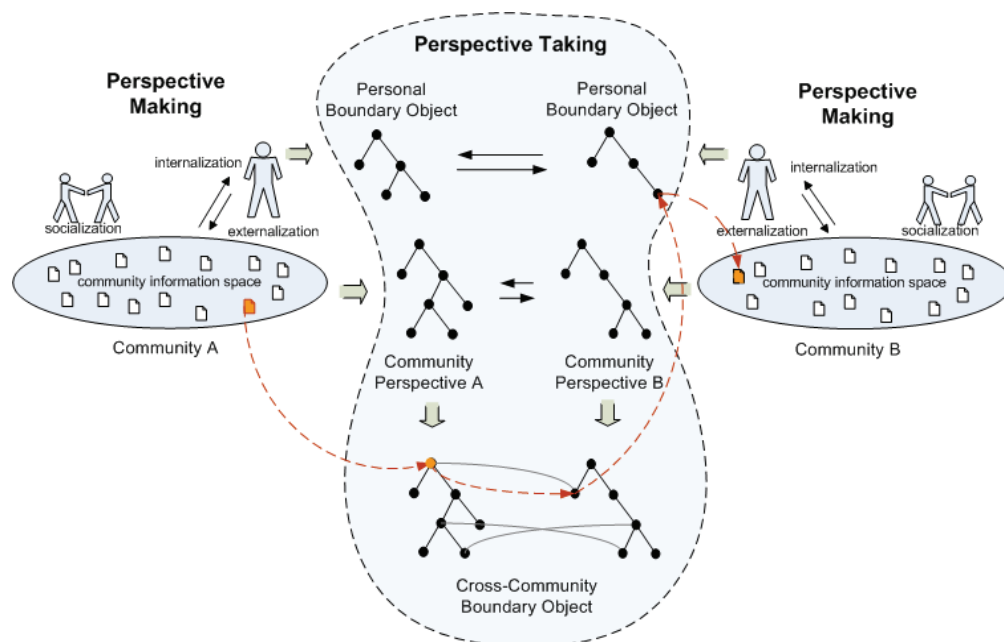 Perspective Taking
Perspective
Making
Personal
Boundary Object
Personal
Boundary Object
Perspective
Making
internalization
internalization
socialization
externalization
externalization
socialization
community information space
community information space
Community A
Community B
Community
Perspective A
Community
Perspective B
Cross-Community
Boundary Object